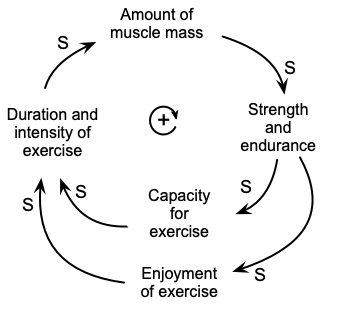 Amount of
muscle mass
S
S
Duration and
intensity of
exercise
+
Strength
and
endurance
S
S
S
Capacity
for
exercise
S
Enjoyment
of exercise